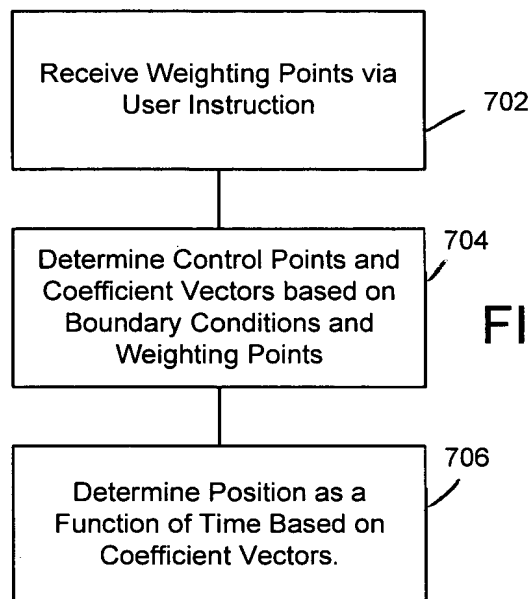 Receive Weighting Points via
User Instruction
702
704
Determine Control Points and
Coefficient Vectors based on
Boundary Conditions and
Weighting Points
FI
706
Determine Position as a
Function of Time Based on
Coefficient Vectors.